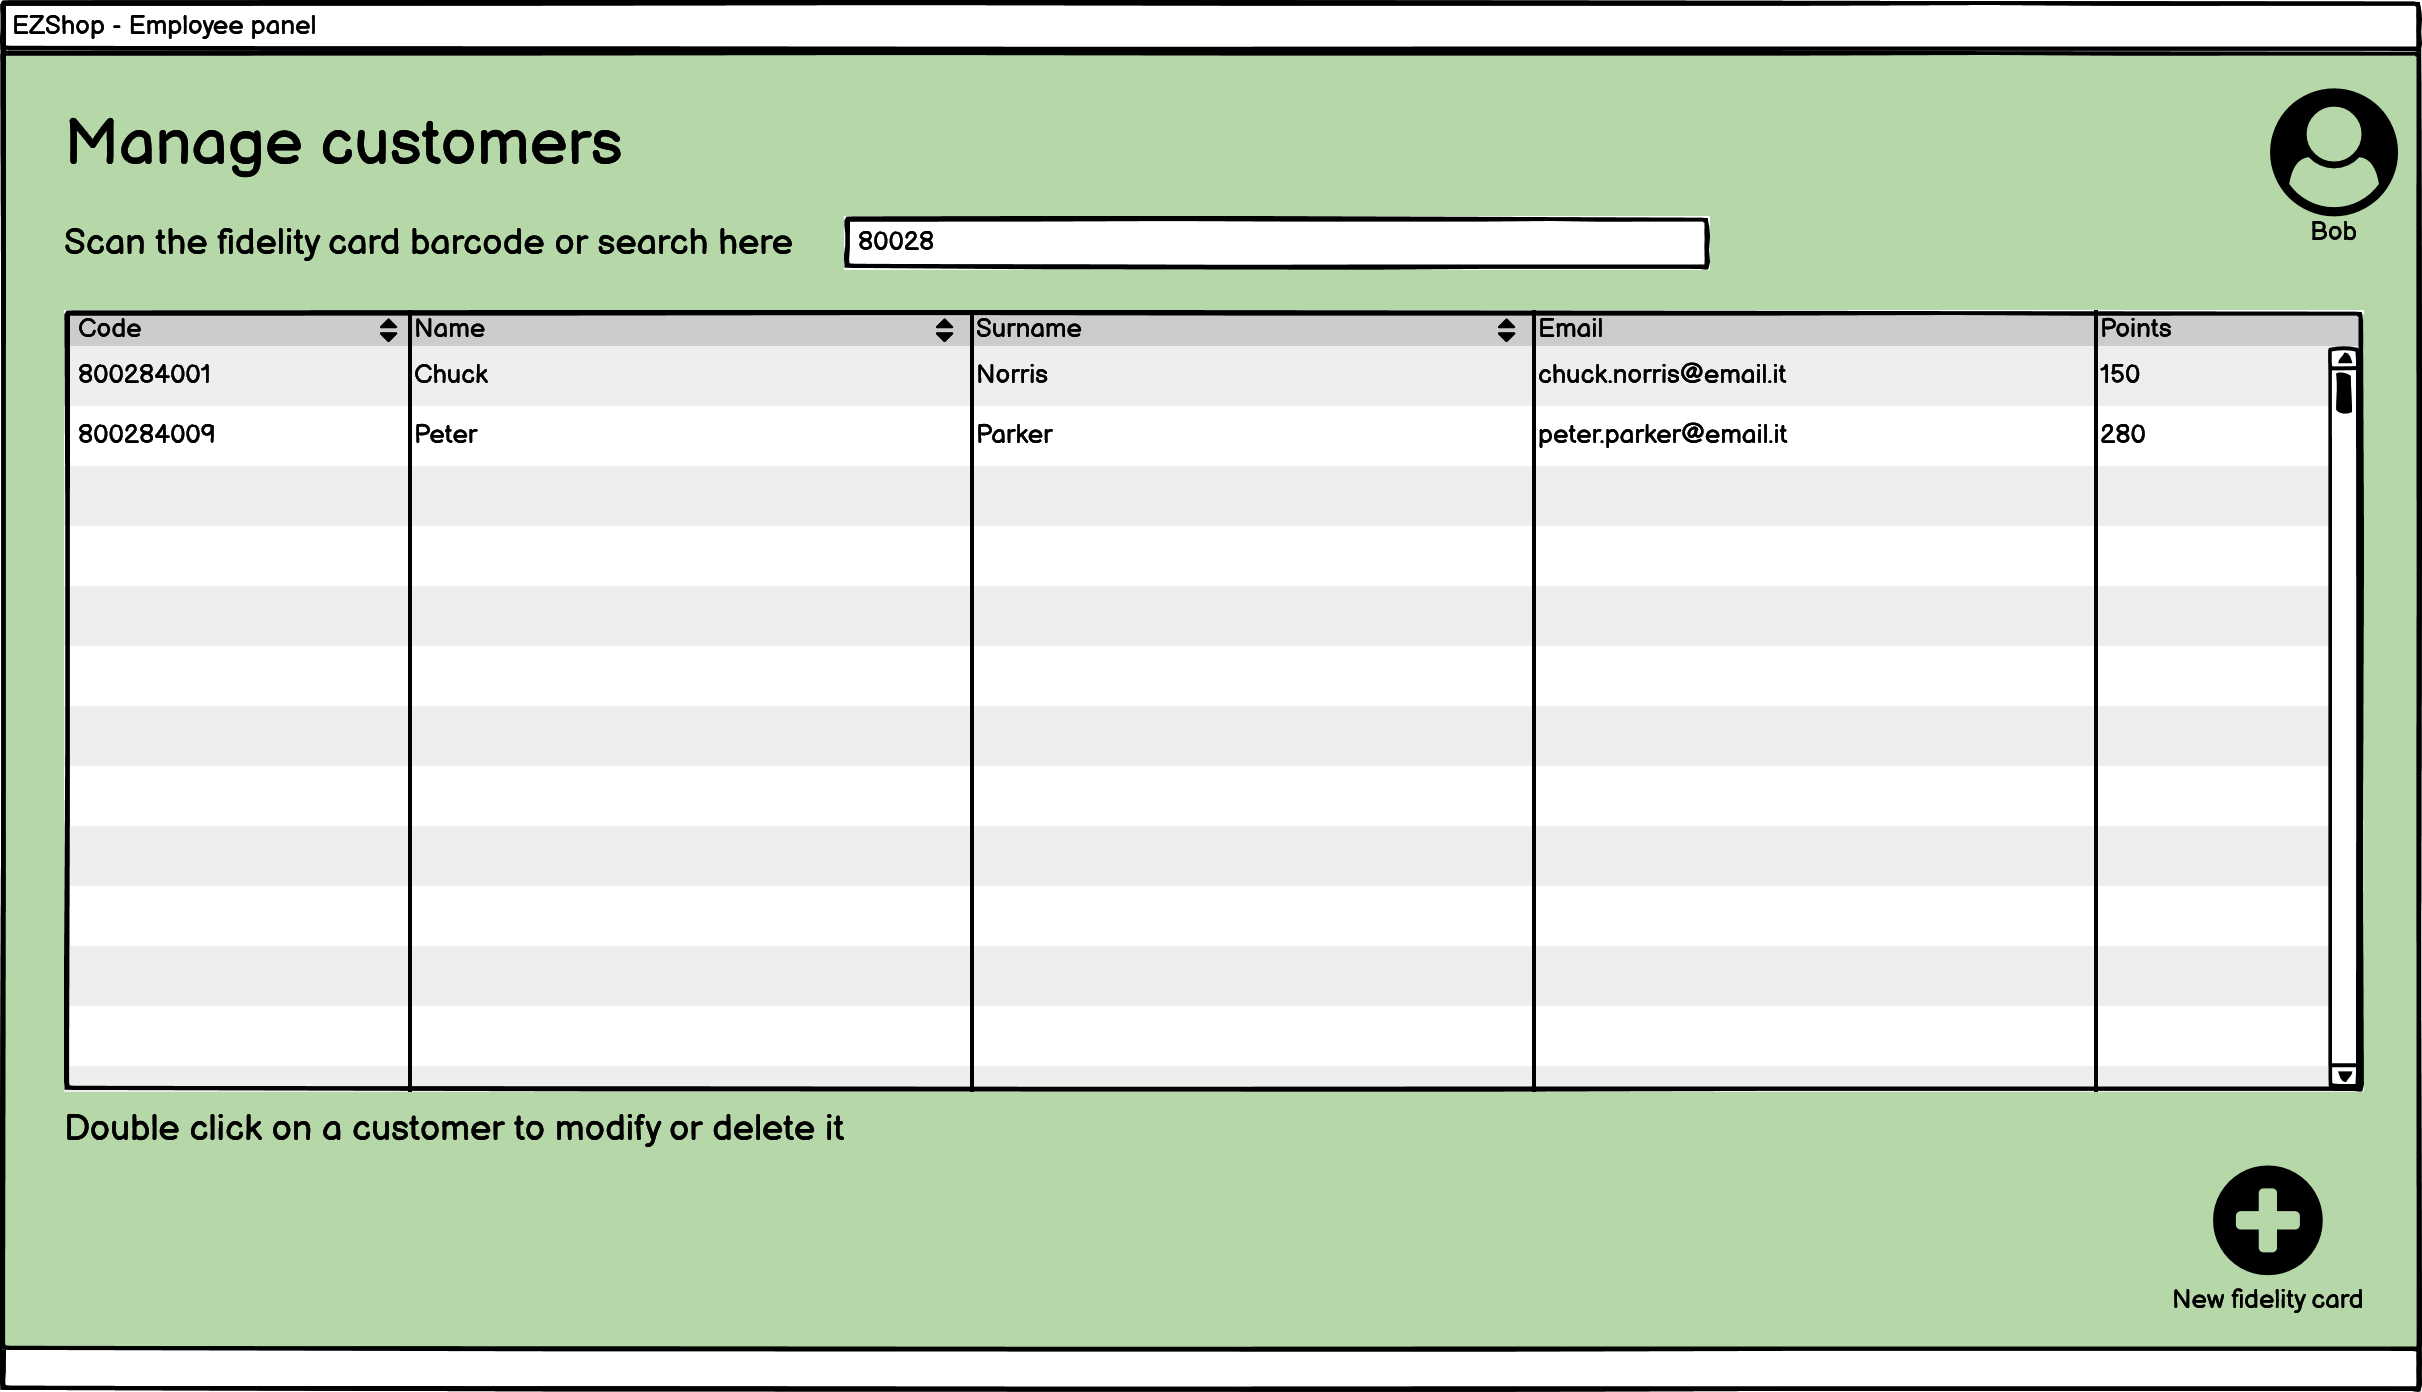 EZShop - Employee panel
Manage customers
Bob
Scan the fidelity card barcode or search here 80028
Code Name Surname Email Points
800284001 Chuck Norris chuck.norris@email.it 150
800284009 Peter Parker peter.parker@email.it 280
Double click on a customer to modify or delete it
New fidelity card